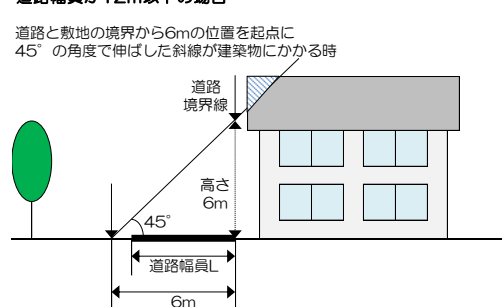 道路幅員が12m以下の場合
道路と敷地の境界から6mの位置を起点に
45°の角度で伸ばした斜線が建築物にかかる時
道路
境界線
高さ
6m
45°
道路幅員L
6m